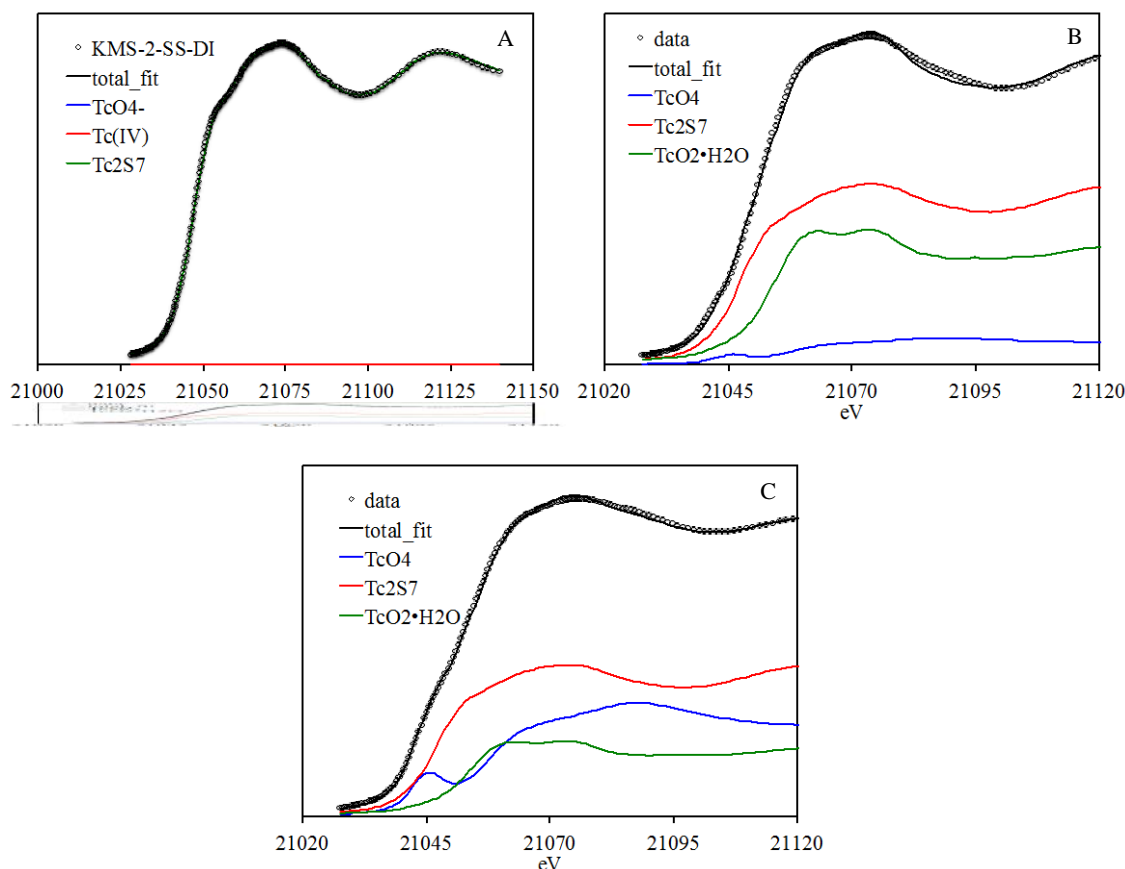 A
KMS-2-SS-DI
total_fit
TcO4-
Tc(IV)
Tc2S7
21000 21025 21050 21075 21100 21125 21150
B
data
total_fit
TcO4
Tc2S7
TcO2•H2O
21020 21045 21070 21095 21120
eV
C
data
total_fit
TcO4
Tc2S7
TcO2•H2O
21020 21045 21070 21095 21120
eV